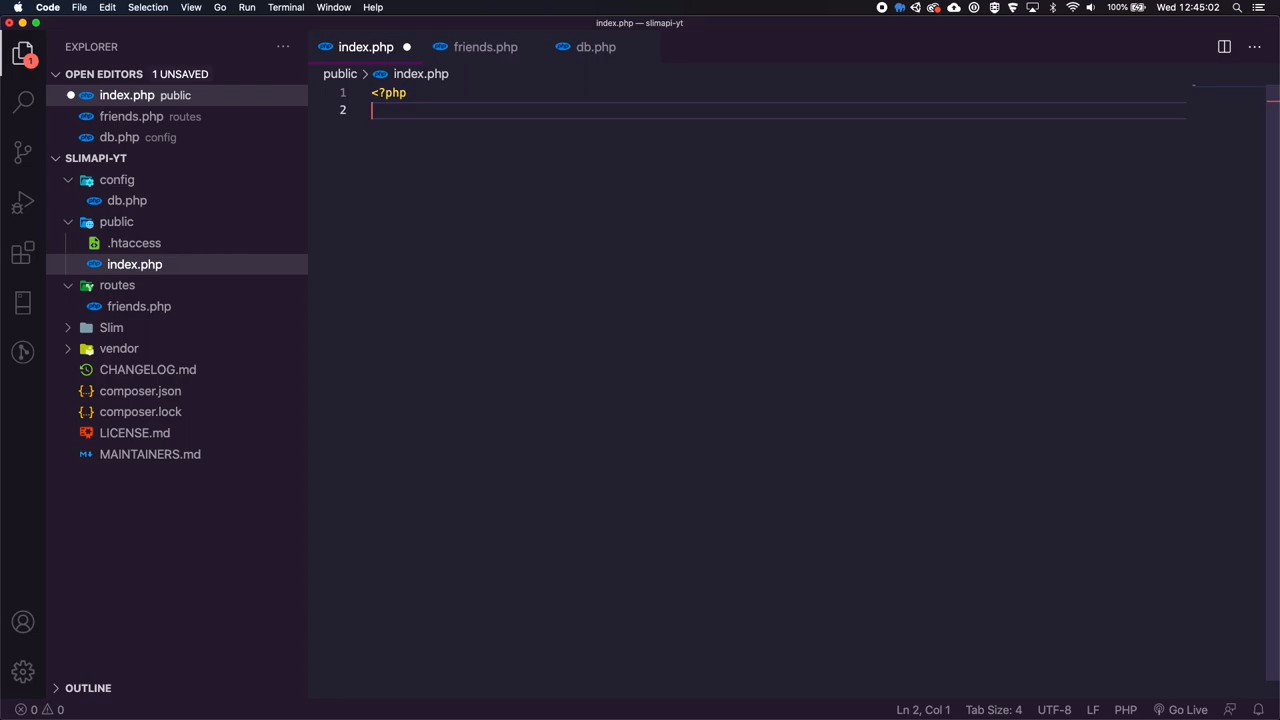 Code File Edit Selection View Go Run Terminal Window Help 100% Wed 12:45:02
index.php — slimapi-yt
EXPLORER
index.php
friends.php
db.php
OPEN EDITORS 1 UNSAVED
public index.php
index.php public
1 <?php
friends.php routes
2
db.php config
SLIMAPI-YT
config
db.php
public
.htaccess
index.php
routes
friends.php
Slim
vendor
CHANGELOG.md
{..} composer.json
{..} composer.lock
LICENSE.md
MAINTAINERS.md
OUTLINE
0 0 Ln 2, Col 1 Tab Size: 4 UTF-8 LF PHP Go Live